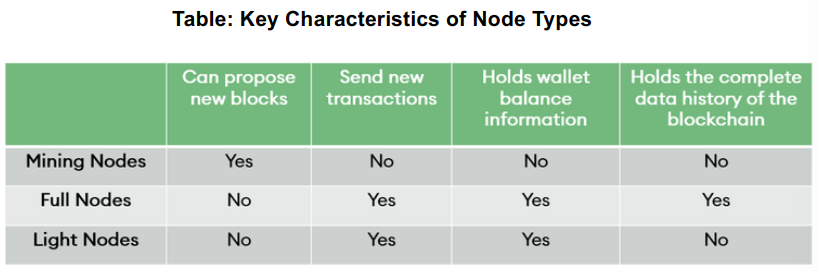 Table: Key Characteristics of Node Types
Can propose new blocks
Send new transactions
Holds wallet balance information
Holds the complete data history of the blockchain
Mining Nodes Yes No No No
Full Nodes No Yes Yes Yes
Light Nodes No Yes Yes No